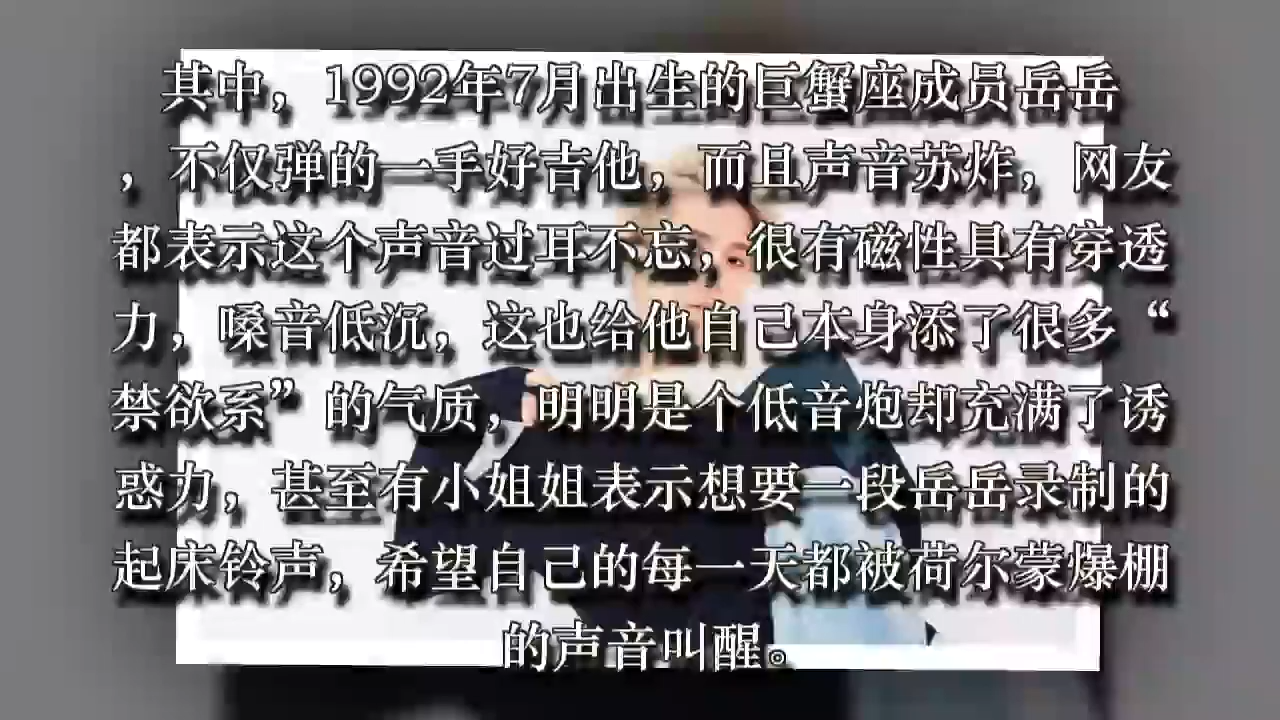 其中，1992年7月出生的巨蟹座成员岳岳
，不仅弹的一手好吉他，而且声音苏炸，网友
都表示这个声音过耳不忘，很有磁性具有穿透
力，嗓音低沉，这也给他自己本身添了很多“
禁欲系”的气质，明明是个低音炮却充满了诱
惑力，甚至有小姐姐表示想要一段岳岳录制的
起床铃声，希望自己的每一天都被荷尔蒙爆棚
的声音叫醒。